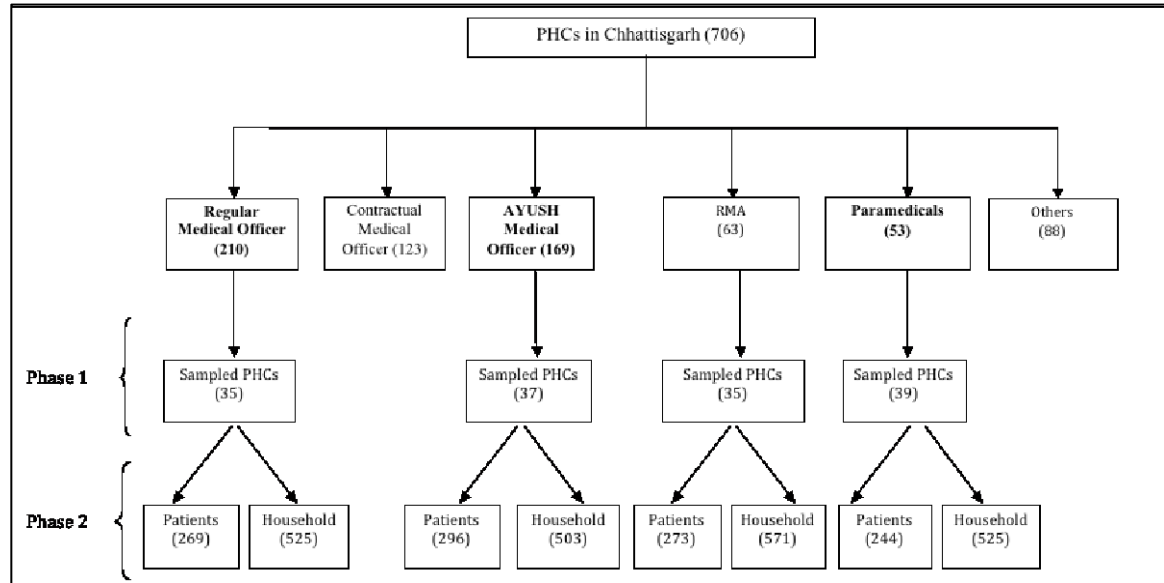 PHCs in Chhattisgarh (706)
Regular
Medical Officer
(210)
Contractual
Medical
Officer (123)
AYUSH
Medical
Officer (169)
RMA
(63)
Paramedicals
(53)
Others
(88)
Phase 1
Sampled PHCs
(35)
Sampled PHCs
(37)
Sampled PHCs
(35)
Sampled PHCs
(39)
Phase 2
Patients
(269)
Household
(525)
Patients
(296)
Household
(503)
Patients
(273)
Household
(571)
Patients
(244)
Household
(525)